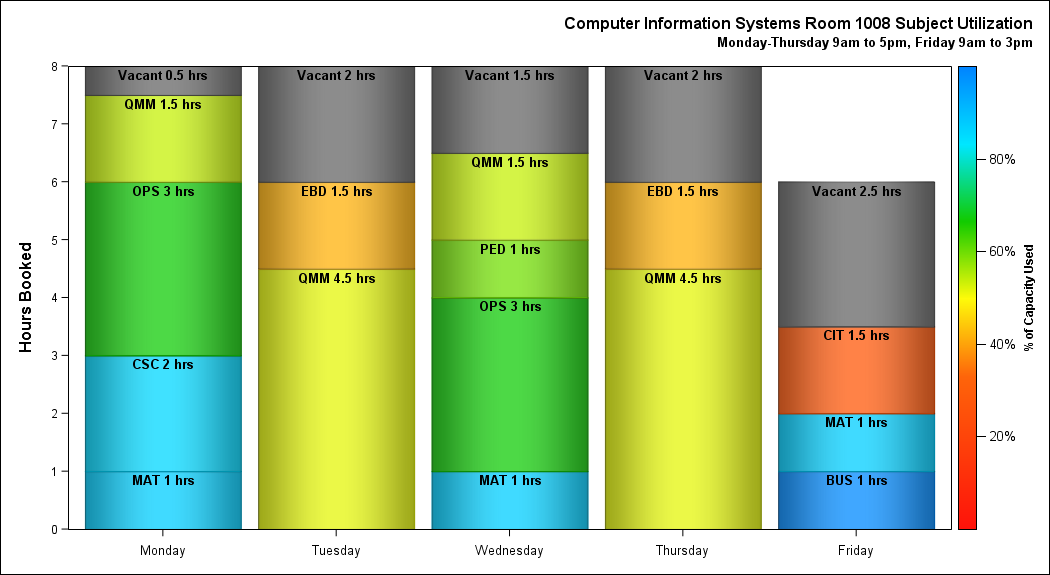 Computer Information Systems Room 1008 Subject Utilization
Monday-Thursday 9am to 5pm, Friday 9am to 3pm
Hours Booked
8
7
6
5
4
3
2
1
0
Vacant 0.5 hrs
QMM 1.5 hrs
OPS 3 hrs
CSC 2 hrs
MAT 1 hrs
Monday
Vacant 2 hrs
EBD 1.5 hrs
QMM 4.5 hrs
Tuesday
Vacant 1.5 hrs
QMM 1.5 hrs
PED 1 hrs
OPS 3 hrs
MAT 1 hrs
Wednesday
Vacant 2 hrs
EBD 1.5 hrs
QMM 4.5 hrs
Thursday
Vacant 2.5 hrs
CIT 1.5 hrs
MAT 1 hrs
BUS 1 hrs
Friday
80%
60%
40%
20%
% of Capacity Used